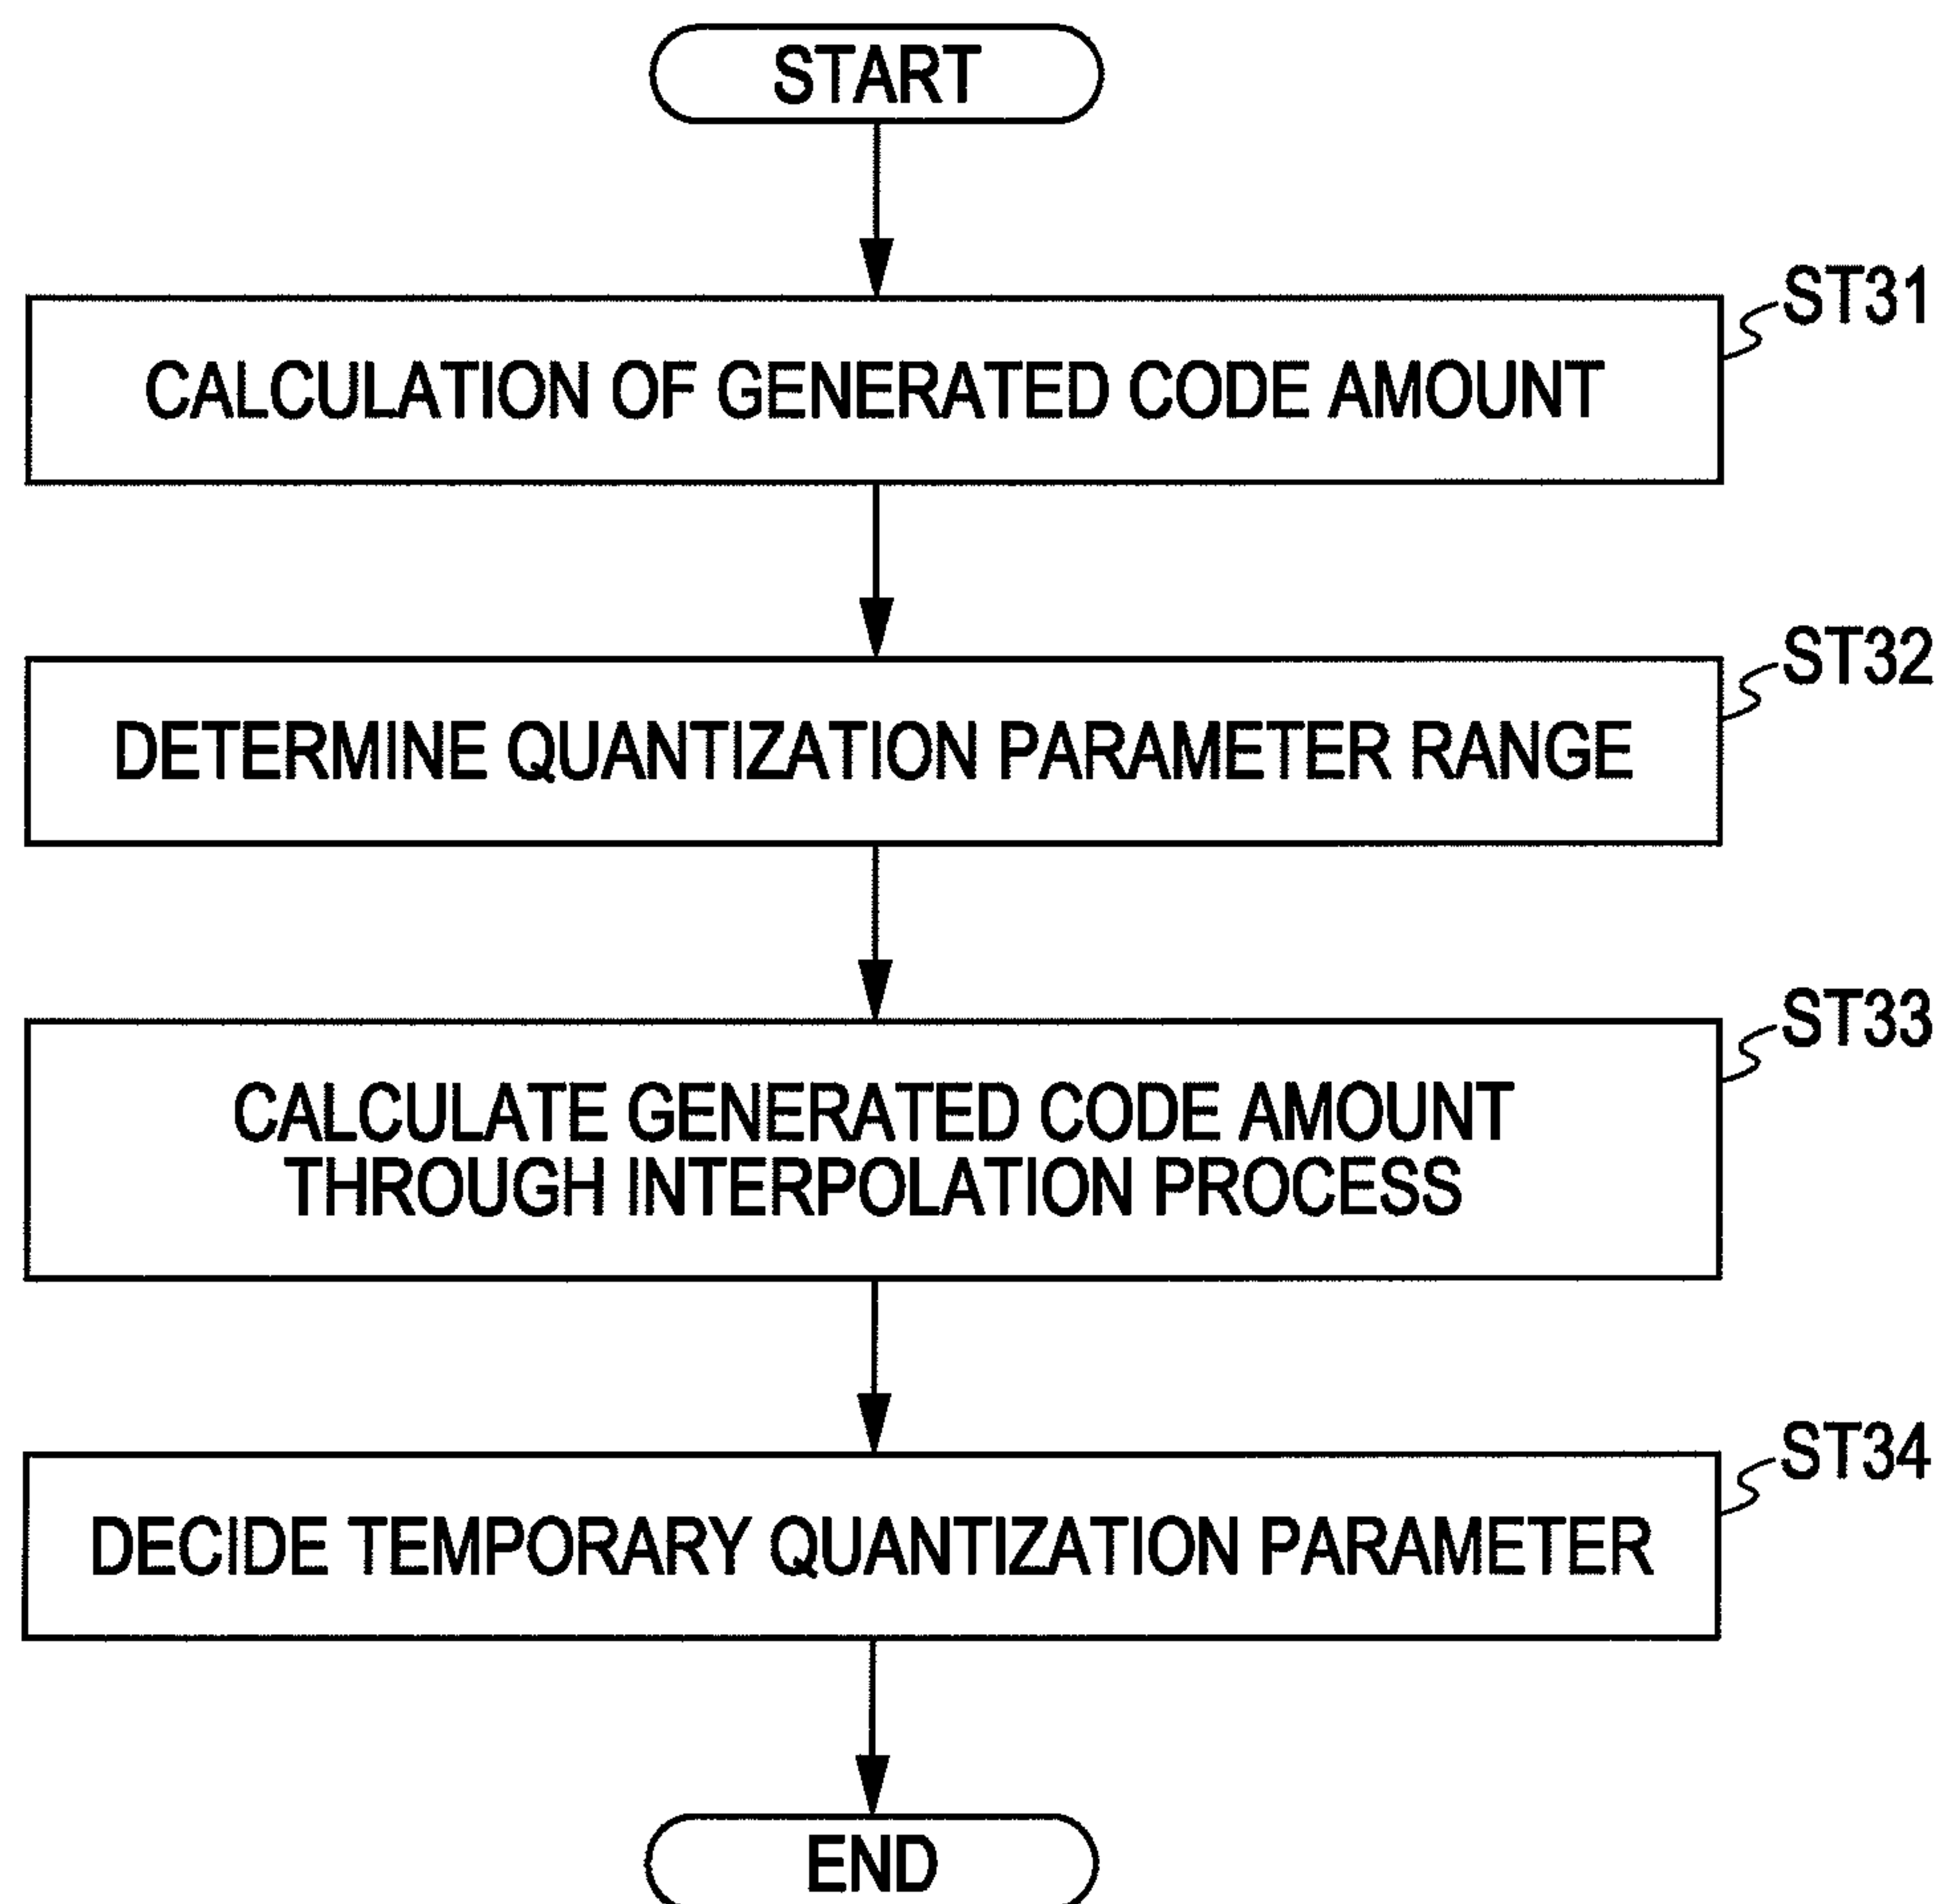 START
ST31
CALCULATION OF GENERATED CODE AMOUNT
ST32
DETERMINE QUANTIZATION PARAMETER RANGE
ST33
CALCULATE GENERATED CODE AMOUNT
THROUGH INTERPOLATION PROCESS
ST34
DECIDE TEMPORARY QUANTIZATION PARAMETER
END